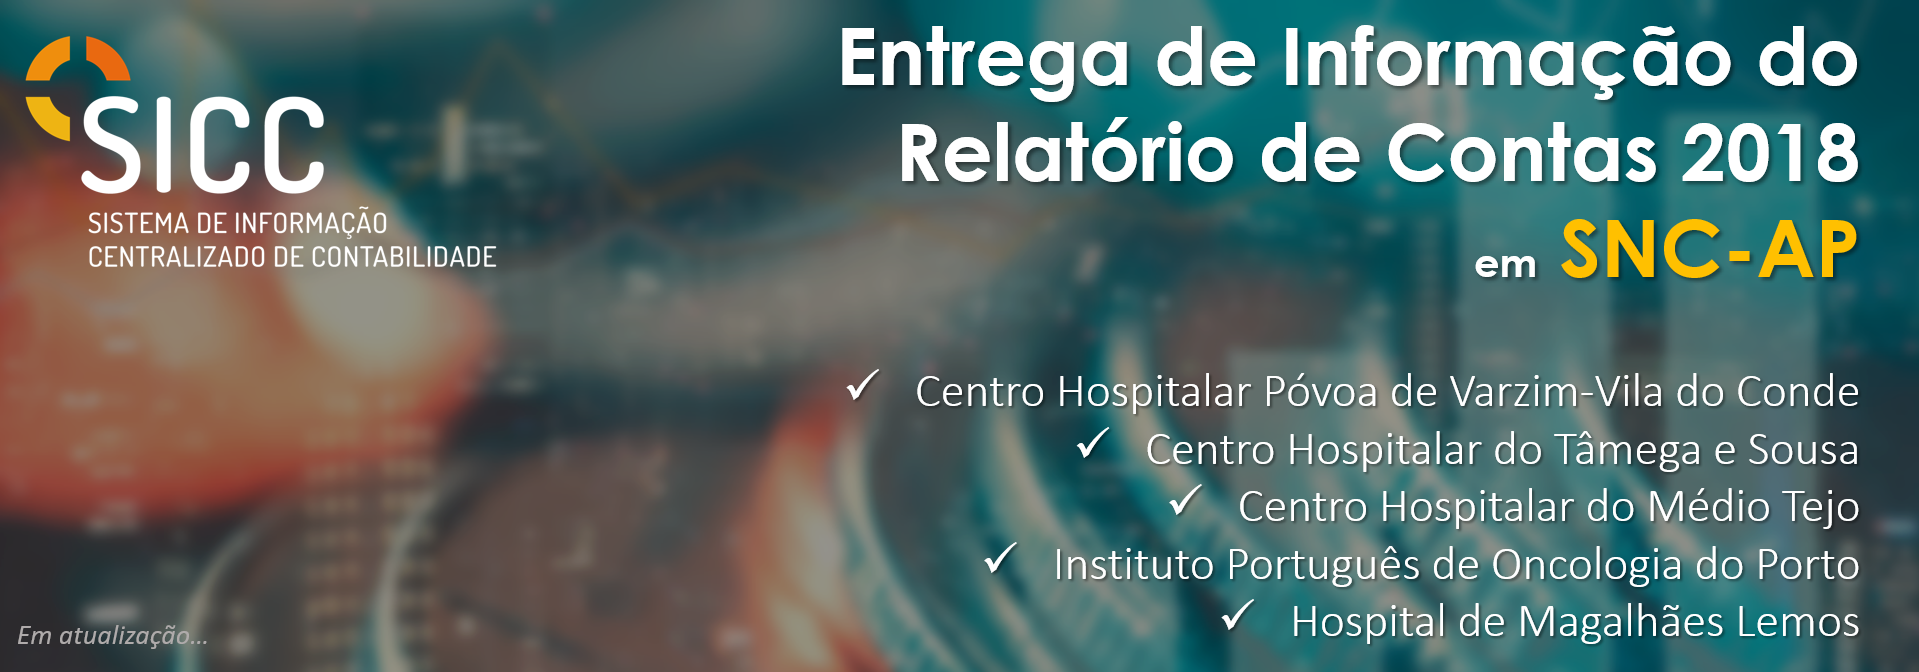 SICC
SISTEMA DE INFORMAÇÃO
CENTRALIZADO DE CONTABILIDADE
Entrega de Informação do
Relatório de Contas 2018
em SNC-AP
✓ Centro Hospitalar Póvoa de Varzim-Vila do Conde
✓ Centro Hospitalar do Tâmega e Sousa
✓ Centro Hospitalar do Médio Tejo
✓ Instituto Português de Oncologia do Porto
✓ Hospital de Magalhães Lemos
Em atualização...